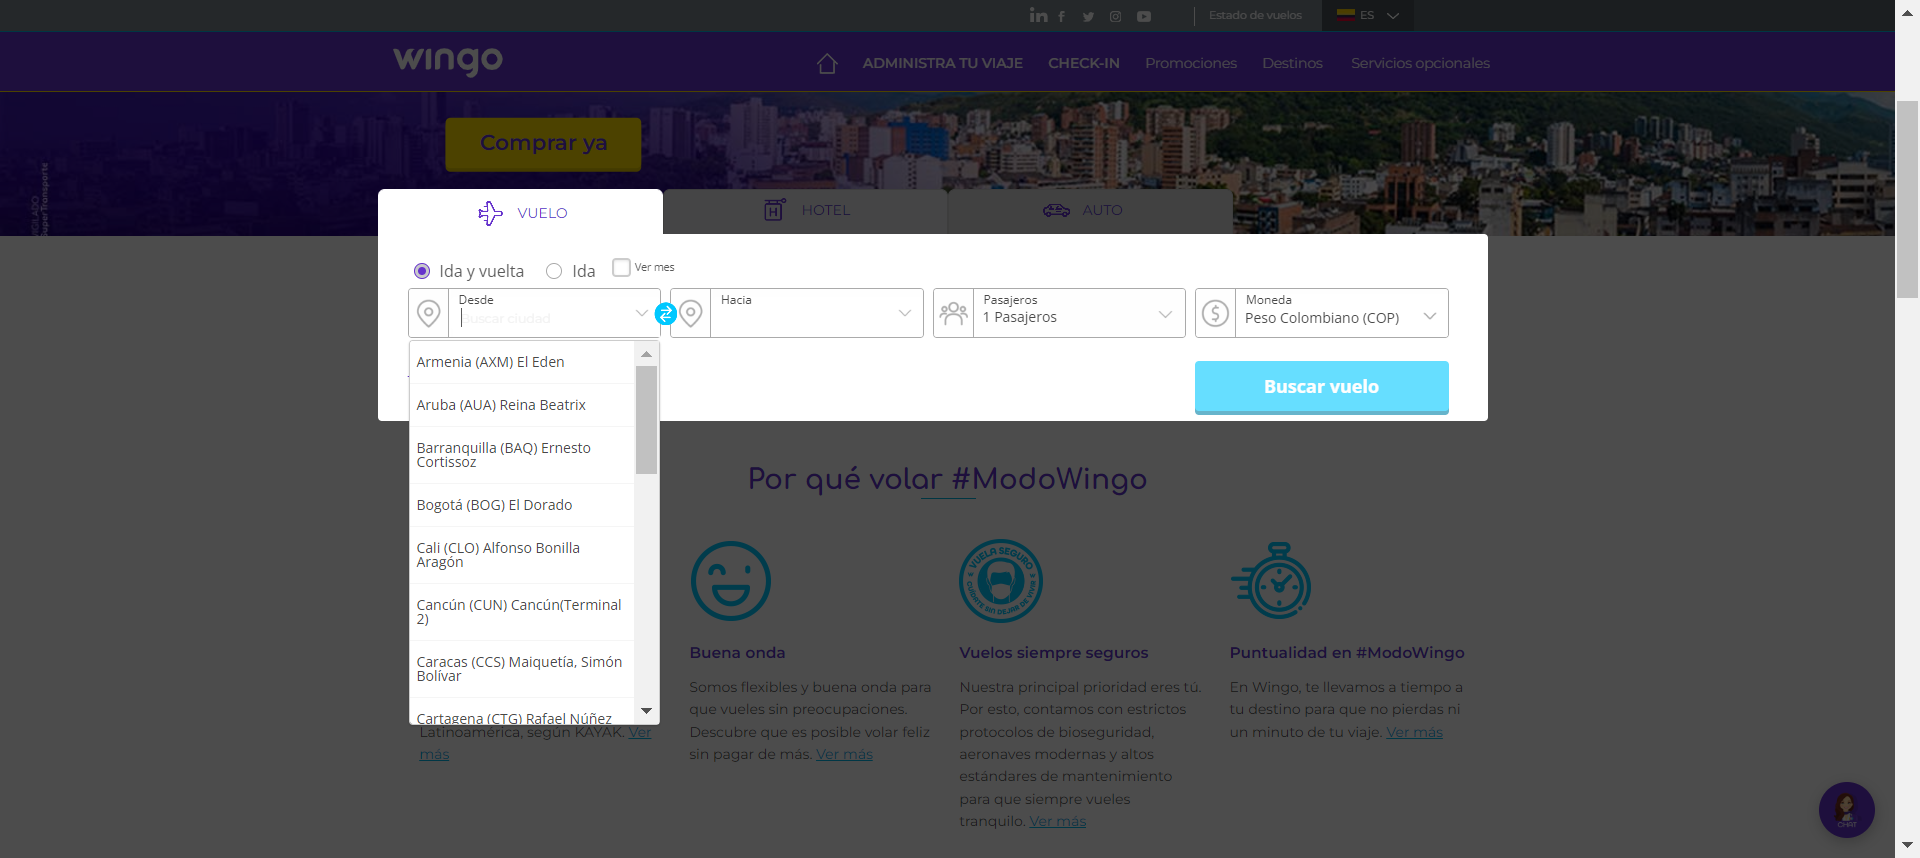 Estado de vuelos
ES
wingo
ADMINISTRA TU VIAJE
CHECK-IN
Promociones
Destinos
Servicios opcionales
Comprar ya
VIGILADO
SuperTransporte
VUELO
HOTEL
AUTO
Ida y vuelta
Ida
Ver mes
Desde
Buscar ciudad
Hacia
Pasajeros
1 Pasajeros
Moneda
Peso Colombiano (COP)
Armenia (AXM) El Eden
Aruba (AUA) Reina Beatrix
Barranquilla (BAQ) Ernesto
Cortissoz
Bogotá (BOG) El Dorado
Cali (CLO) Alfonso Bonilla
Aragón
Cancún (CUN) Cancún(Terminal
2)
Caracas (CCS) Maiquetía, Simón
Bolívar
Cartagena (CTG) Rafael Núñez
Buscar vuelo
Por qué volar #ModoWingo
Latinoamérica, según KAYAK. Ver
más
Buena onda
Somos flexibles y buena onda para
que vueles sin preocupaciones.
Descubre que es posible volar feliz
sin pagar de más. Ver más
VUELA SEGURO
CUÍDATE SIN DEJAR DE VIVIR
Vuelos siempre seguros
Nuestra principal prioridad eres tú.
Por esto, contamos con estrictos
protocolos de bioseguridad,
aeronaves modernas y altos
estándares de mantenimiento
para que siempre vueles
tranquilo. Ver más
Puntualidad en #ModoWingo
En Wingo, te llevamos a tiempo a
tu destino para que no pierdas ni
un minuto de tu viaje. Ver más
CHAT